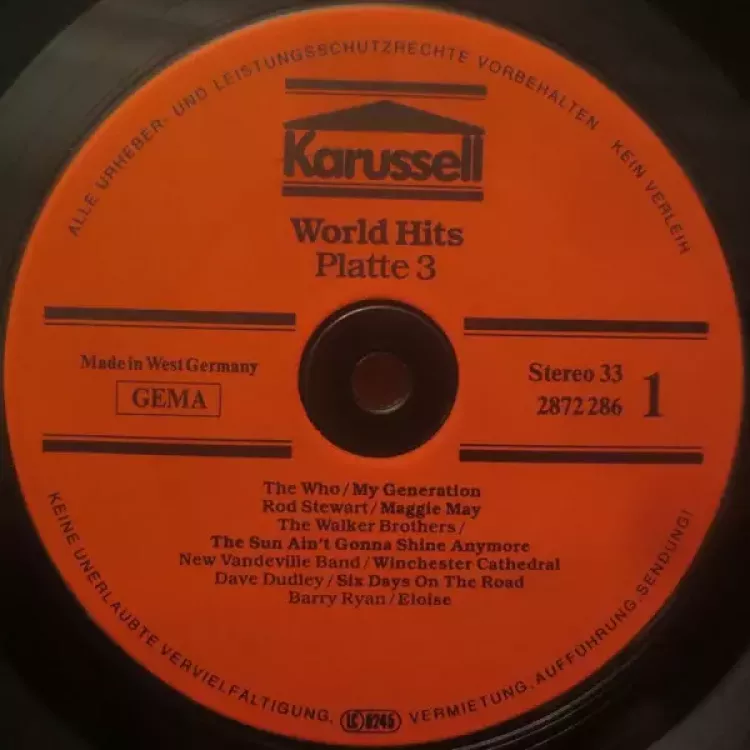 ALLE URHEBER- UND LEISTUNGSSCHUTZRECHTE VORBEHALTEN KEIN VERLEIH
Karussell
World Hits
Platte 3
Made in West Germany
GEMA
Stereo 33
2872 286
1
The Who/My Generation
Rod Stewart/Maggie May
The Walker Brothers/
The Sun Ain't Gonna Shine Anymore
New Vandeville Band/Winchester Cathedral
Dave Dudley/Six Days On The Road
Barry Ryan/Eloise
KEINE UNERLAUBTE VERVIELFÄLTIGUNG, LC 0245 VERMIETUNG, AUFFÜHRUNG, SENDUNG!